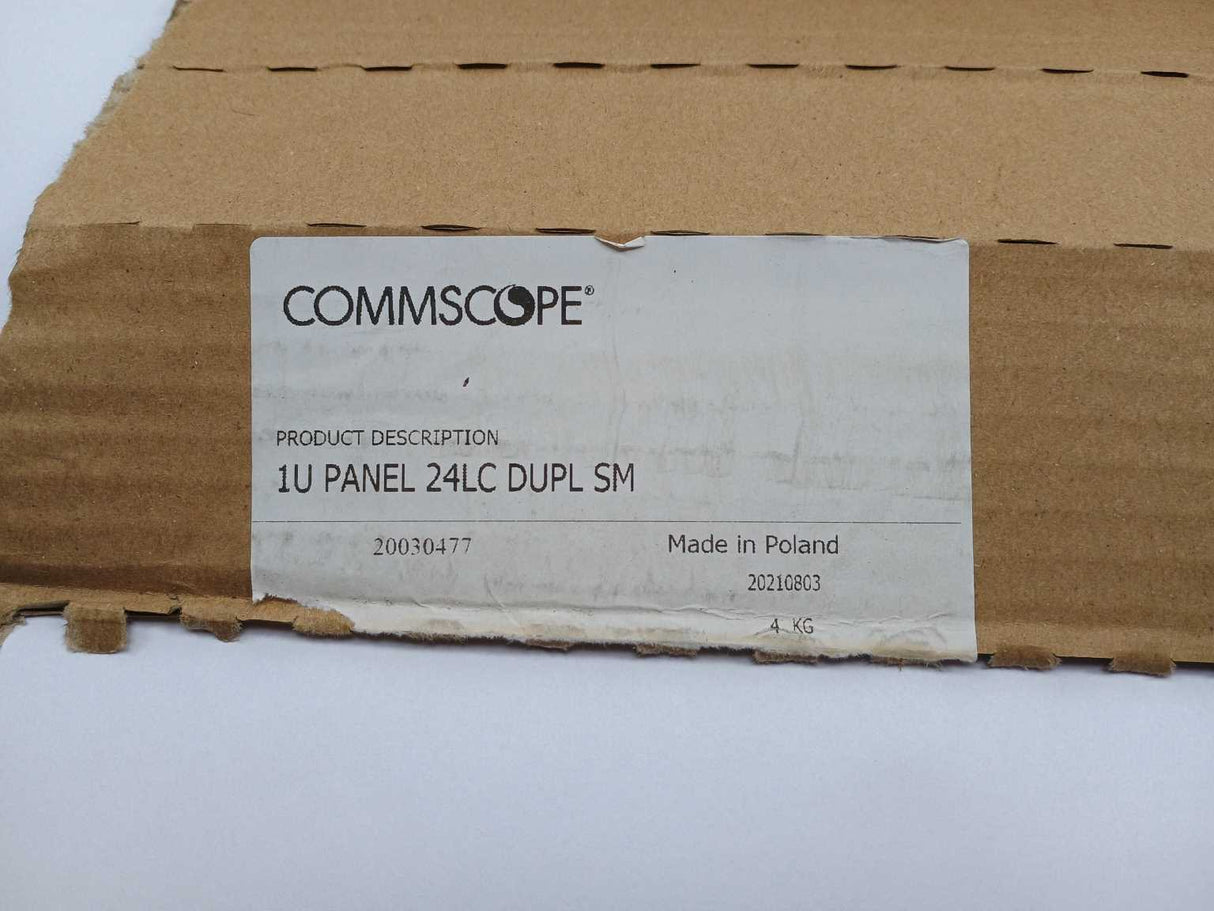 COMMSCOPE®
PRODUCT DESCRIPTION
1U PANEL 24LC DUPL SM
20030477 Made in Poland
20210803
4 KG